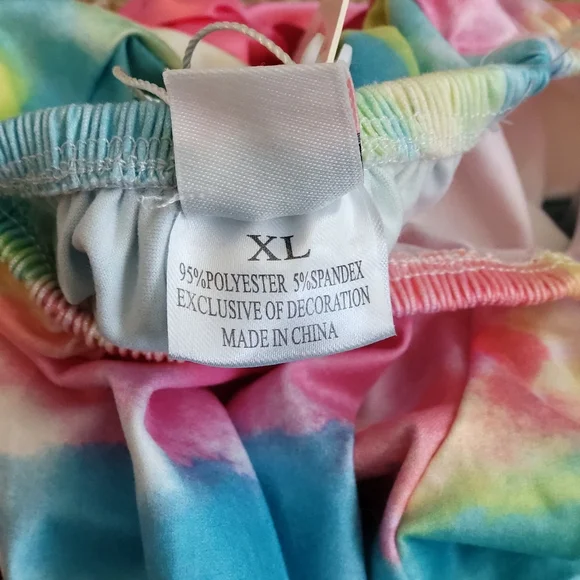 XL
95%POLYESTER 5%SPANDEX
EXCLUSIVE OF DECORATION
MADE IN CHINA